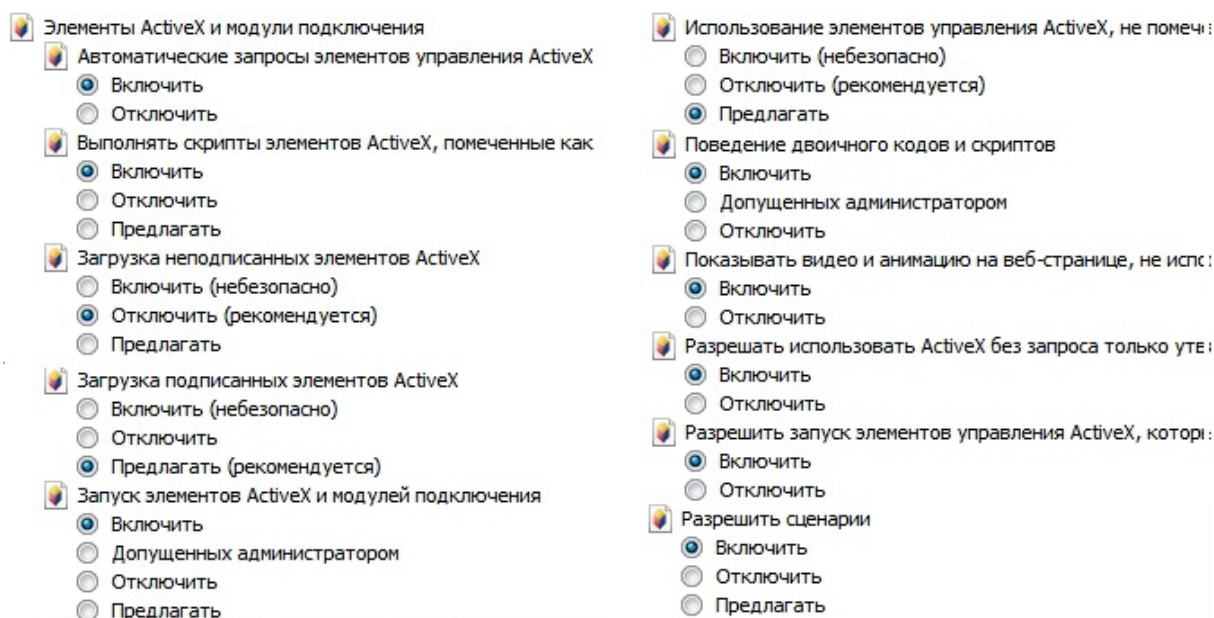 Элементы ActiveX и модули подключения
Автоматические запросы элементов управления ActiveX
Включить
Отключить
Выполнять скрипты элементов ActiveX, помеченные как
Включить
Отключить
Предлагать
Загрузка неподписанных элементов ActiveX
Включить (небезопасно)
Отключить (рекомендуется)
Предлагать
Загрузка подписанных элементов ActiveX
Включить (небезопасно)
Отключить
Предлагать (рекомендуется)
Запуск элементов ActiveX и модулей подключения
Включить
Допущенных администратором
Отключить
Предлагать
Использование элементов управления ActiveX, не помеч
Включить (небезопасно)
Отключить (рекомендуется)
Предлагать
Поведение двоичного кодов и скриптов
Включить
Допущенных администратором
Отключить
Показывать видео и анимацию на веб-странице, не испо
Включить
Отключить
Разрешать использовать ActiveX без запроса только утв
Включить
Отключить
Разрешить запуск элементов управления ActiveX, котор
Включить
Отключить
Разрешить сценарии
Включить
Отключить
Предлагать